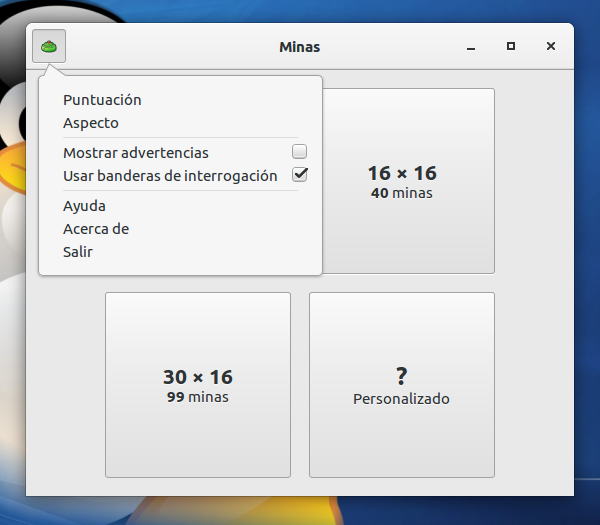 Minas
Puntuación
Aspecto
Mostrar advertencias
Usar banderas de interrogación
Ayuda
Acerca de
Salir
16 × 16
40 minas
30 × 16
99 minas
?
Personalizado